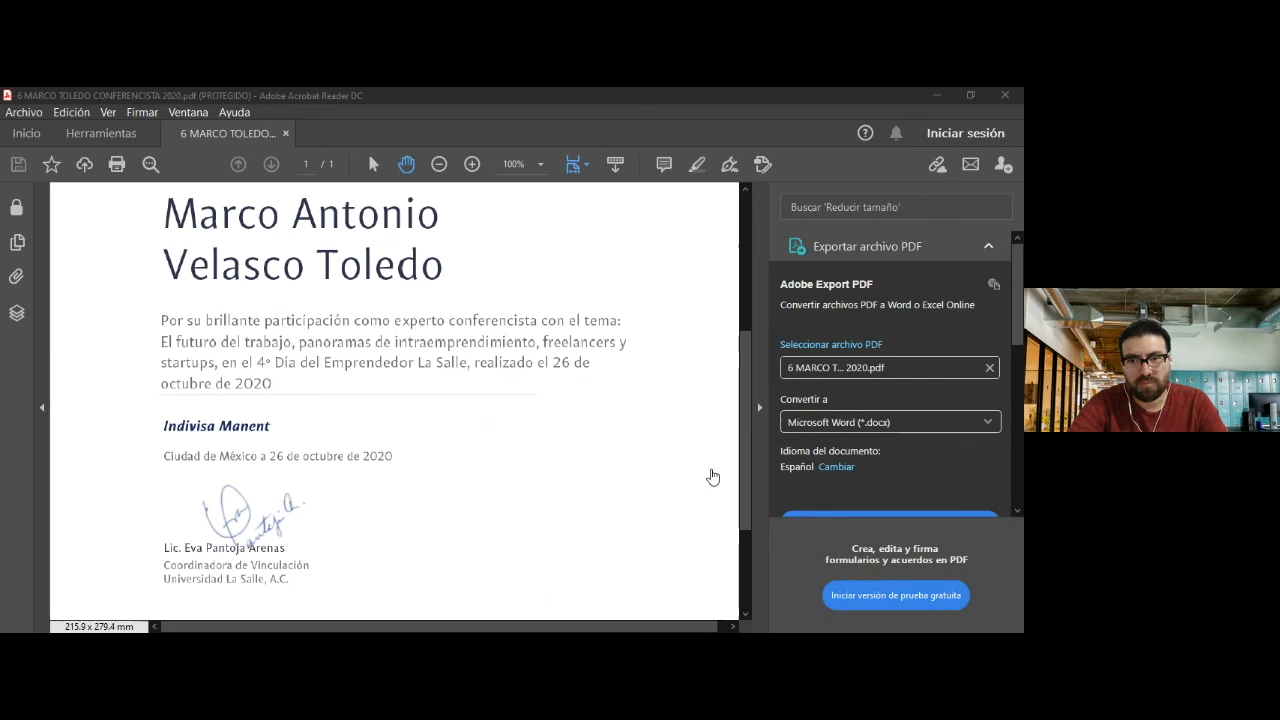 6 MARCO TOLEDO CONFERENCISTA 2020.pdf (PROTEGIDO) - Adobe Acrobat Reader DC
Archivo Edición Ver Firmar Ventana Ayuda
Inicio Herramientas 6 MARCO TOLEDO... Iniciar sesión
1 / 1 100%
Marco Antonio
Velasco Toledo
Por su brillante participación como experto conferencista con el tema:
El futuro del trabajo, panoramas de intraemprendimiento, freelancers y
startups, en el 4° Día del Emprendedor La Salle, realizado el 26 de
octubre de 2020
Indivisa Manent
Ciudad de México a 26 de octubre de 2020
Lic. Eva Pantoja Arenas
Coordinadora de Vinculación
Universidad La Salle, A.C.
215.9 x 279.4 mm
Buscar 'Reducir tamaño'
Exportar archivo PDF
Adobe Export PDF
Convertir archivos PDF a Word o Excel Online
Seleccionar archivo PDF
6 MARCO T... 2020.pdf
Convertir a
Microsoft Word (*.docx)
Idioma del documento:
Español Cambiar
Crea, edita y firma
formularios y acuerdos en PDF
Iniciar versión de prueba gratuita